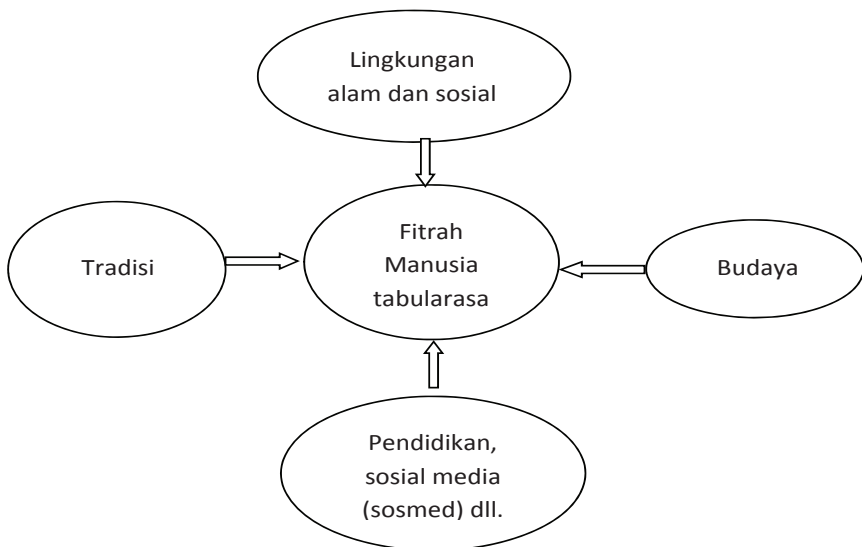 Lingkungan
alam dan sosial
Tradisi
Fitrah
Manusia
tabularasa
Budaya
Pendidikan,
sosial media
(sosmed) dll.